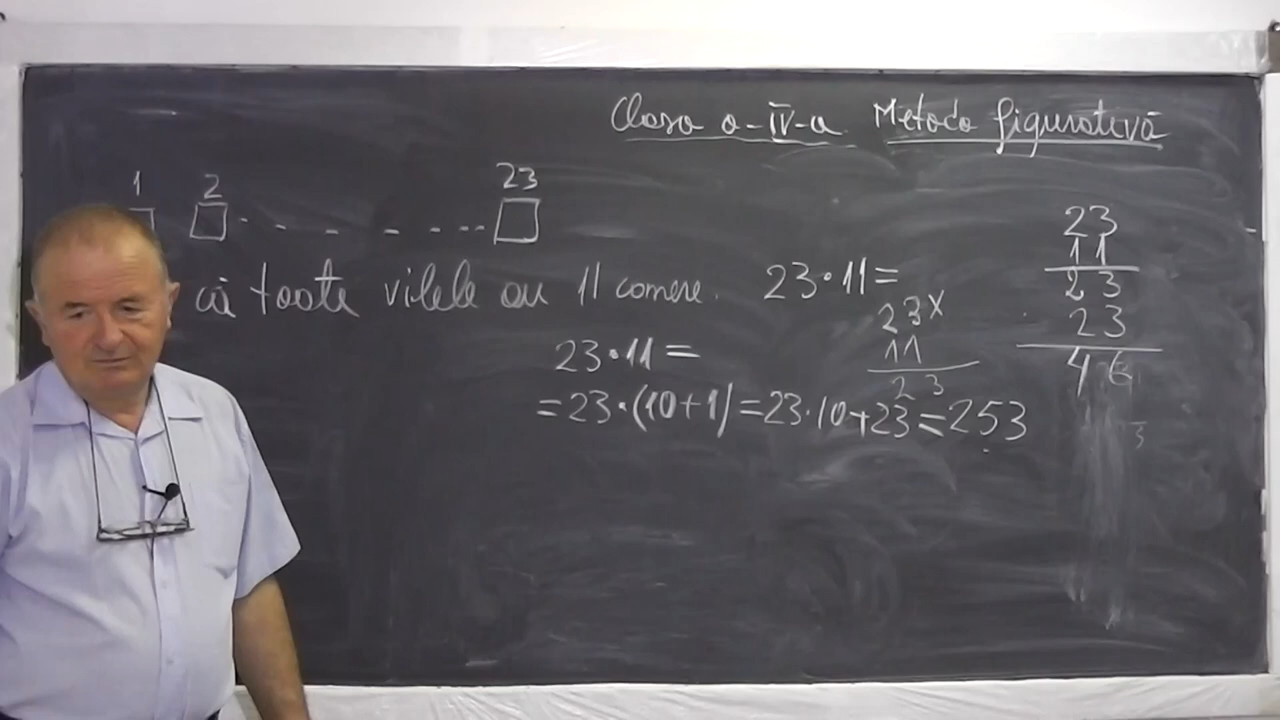 Clasa a-IV-a Metoda figurativă
1 2 23
că toate vilele au 11 camere.
23·11=
23x
11
23
23·11=
=23·(10+1)=23·10+23=253
23
11
23
23
46
3